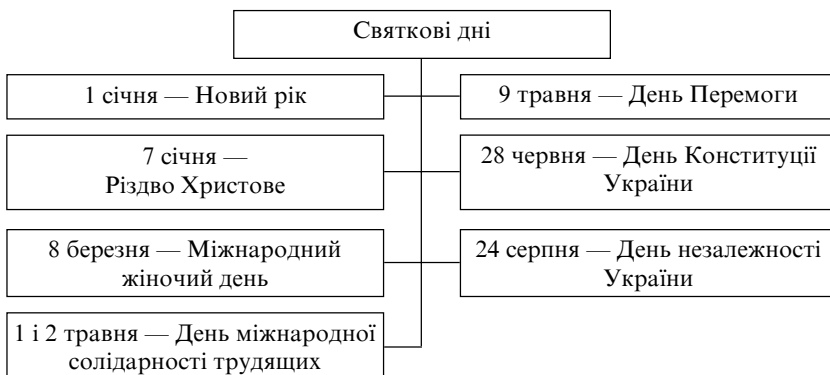 Святкові дні
1 січня — Новий рік
7 січня —
Різдво Христове
8 березня — Міжнародний
жіночий день
1 і 2 травня — День міжнародної
солідарності трудящих
9 травня — День Перемоги
28 червня — День Конституції
України
24 серпня — День незалежності
України